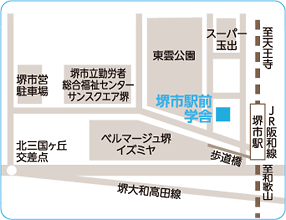 スーパー
玉出
至天王寺
東雲公園
堺市立勤労者
総合福祉センター
サンスクエア堺
堺市営
駐車場
堺市駅前
学舎
JR阪和線
堺市駅
ベルマージュ堺
イズミヤ
歩道橋
北三国ヶ丘
交差点
至和歌山
堺大和高田線